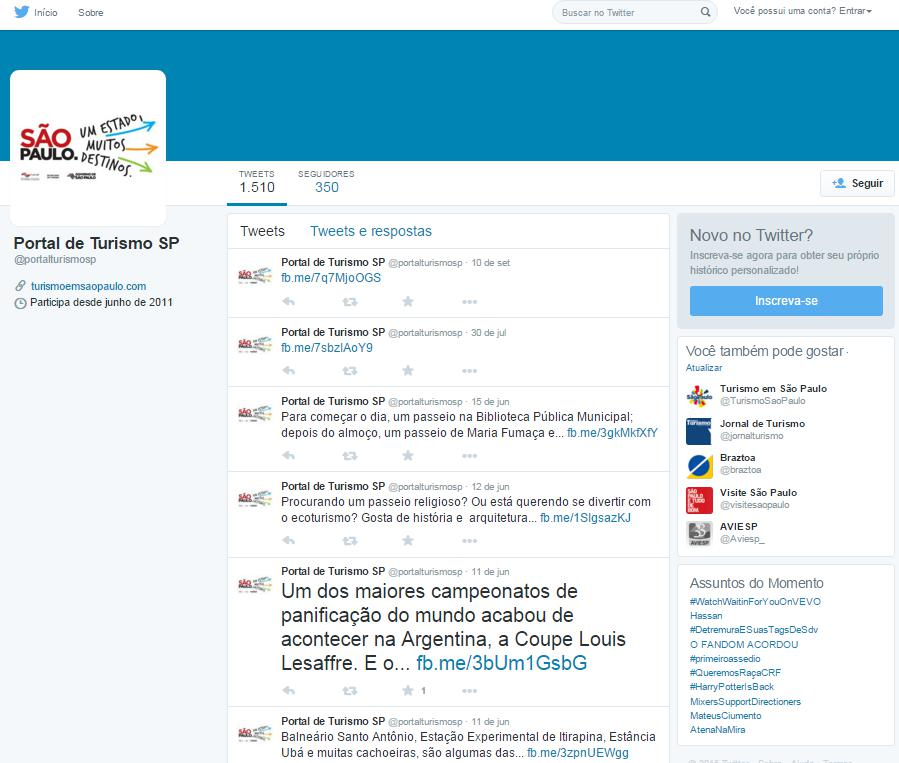 Início Sobre Buscar no Twitter Você possui uma conta? Entrar
SÃO PAULO.
UM ESTADO,
MUITOS
DESTINOS.
TWEETS SEGUIDORES
1.510 350
Seguir
Portal de Turismo SP
@portalturismosp
turismoemsaopaulo.com
Participa desde junho de 2011
Tweets Tweets e respostas
Portal de Turismo SP @portalturismosp · 10 de set
fb.me/7q7MjoOGS
Portal de Turismo SP @portalturismosp · 30 de jul
fb.me/7sbzlAoY9
Portal de Turismo SP @portalturismosp · 15 de jun
Para começar o dia, um passeio na Biblioteca Pública Municipal;
depois do almoço, um passeio de Maria Fumaça e... fb.me/3gkMkfXfY
Portal de Turismo SP @portalturismosp · 12 de jun
Procurando um passeio religioso? Ou está querendo se divertir com
o ecoturismo? Gosta de história e arquitetura... fb.me/1SlgsazKJ
Portal de Turismo SP @portalturismosp · 11 de jun
Um dos maiores campeonatos de
panificação do mundo acabou de
acontecer na Argentina, a Coupe Louis
Lesaffre. E o... fb.me/3bUm1GsbG
1
Portal de Turismo SP @portalturismosp · 11 de jun
Balneário Santo Antônio, Estação Experimental de Itirapina, Estância
Ubá e muitas cachoeiras, são algumas das... fb.me/3zpnUEWgg
Novo no Twitter?
Inscreva-se agora para obter seu próprio
histórico personalizado!
Inscreva-se
Você também pode gostar ·
Atualizar
Turismo em São Paulo
@TurismoSaoPaulo
Jornal de Turismo
@jornalturismo
Braztoa
@braztoa
Visite São Paulo
@visitesaopaulo
AVIESP
@Aviesp_
Assuntos do Momento
#WatchWaitinForYouOnVEVO
Hassan
#DetremuraESuasTagsDeSdv
O FANDOM ACORDOU
#primeiroassedio
#QueremosRaçaCRF
#HarryPotterIsBack
MixersSupportDirectioners
MateusCiumento
AtenaNaMira